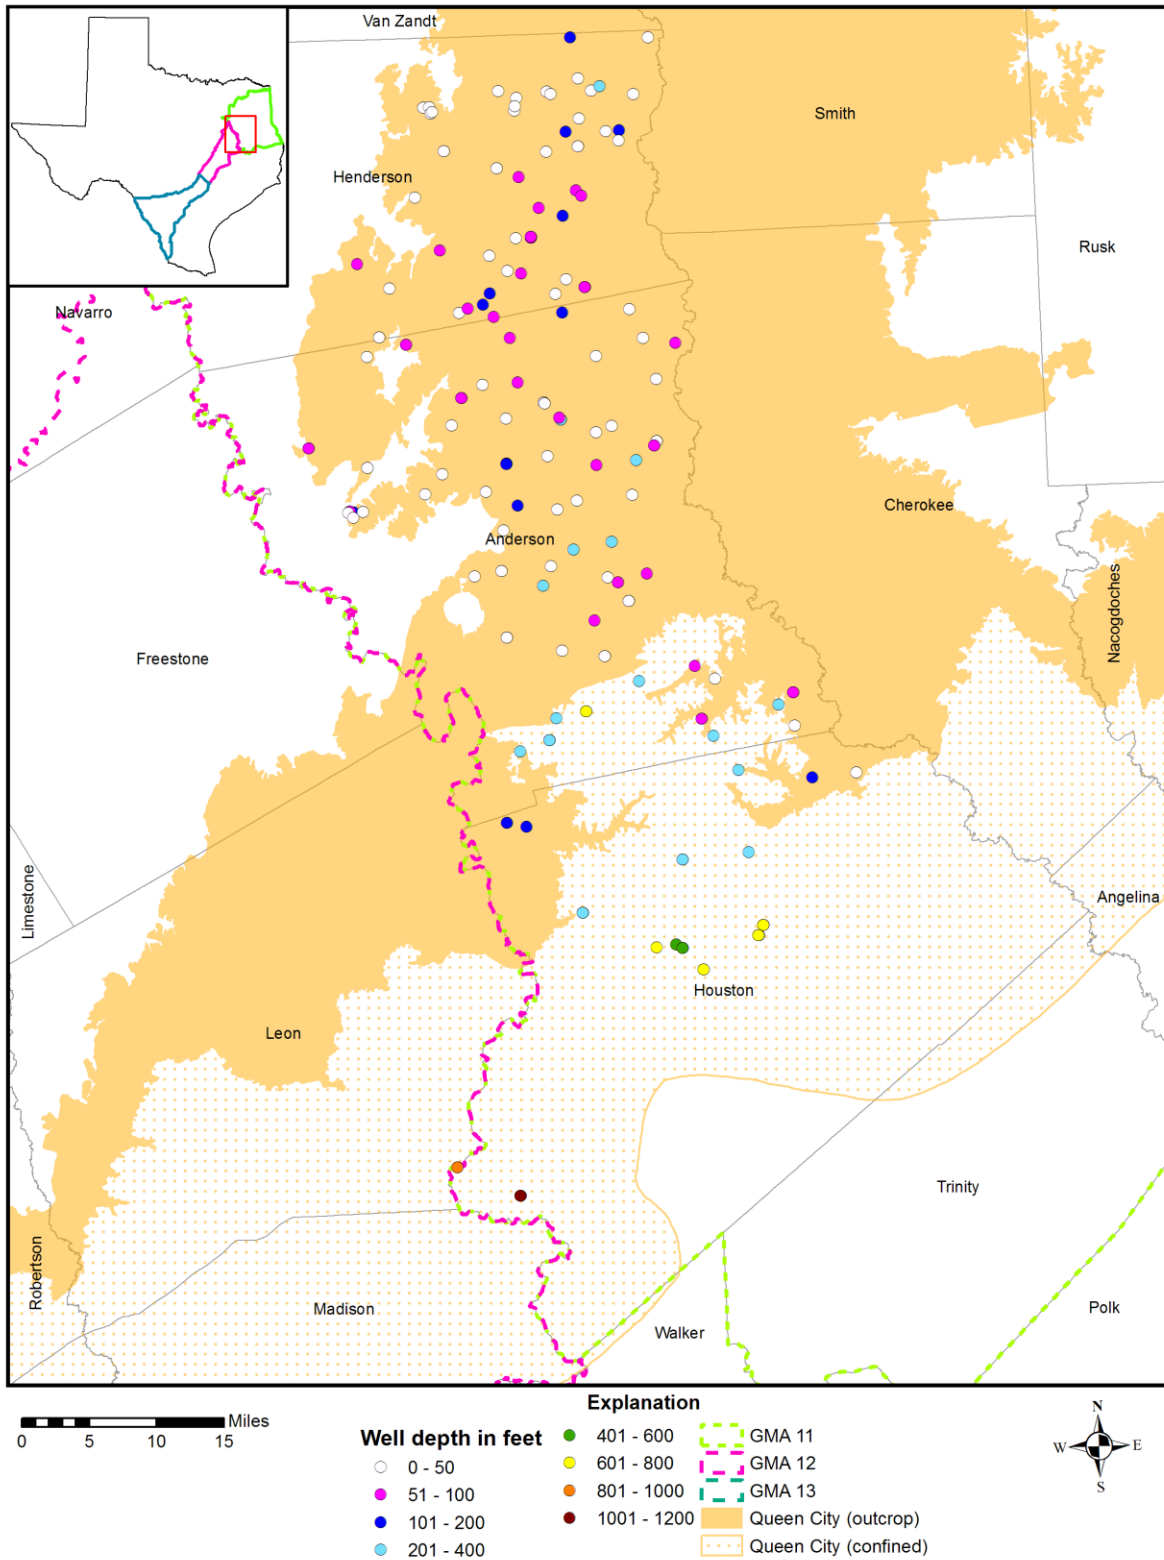 Van Zandt
Smith
Henderson
Rusk
Navarro
Cherokee
Anderson
Nacogdoches
Freestone
Limestone
Angelina
Houston
Leon
Trinity
Robertson
Madison
Polk
Walker
Explanation
Miles
0 5 10 15
Well depth in feet
0 - 50
51 - 100
101 - 200
201 - 400
401 - 600
601 - 800
801 - 1000
1001 - 1200
GMA 11
GMA 12
GMA 13
Queen City (outcrop)
Queen City (confined)
N
W E
S